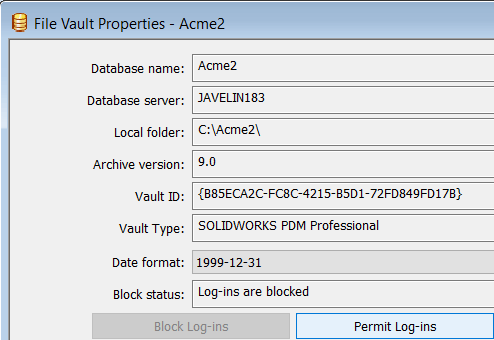 File Vault Properties - Acme2
Database name: Acme2
Database server: JAVELIN183
Local folder: C:\Acme2\
Archive version: 9.0
Vault ID: {B85ECA2C-FC8C-4215-B5D1-72FD849FD17B}
Vault Type: SOLIDWORKS PDM Professional
Date format: 1999-12-31
Block status: Log-ins are blocked
Block Log-ins Permit Log-ins